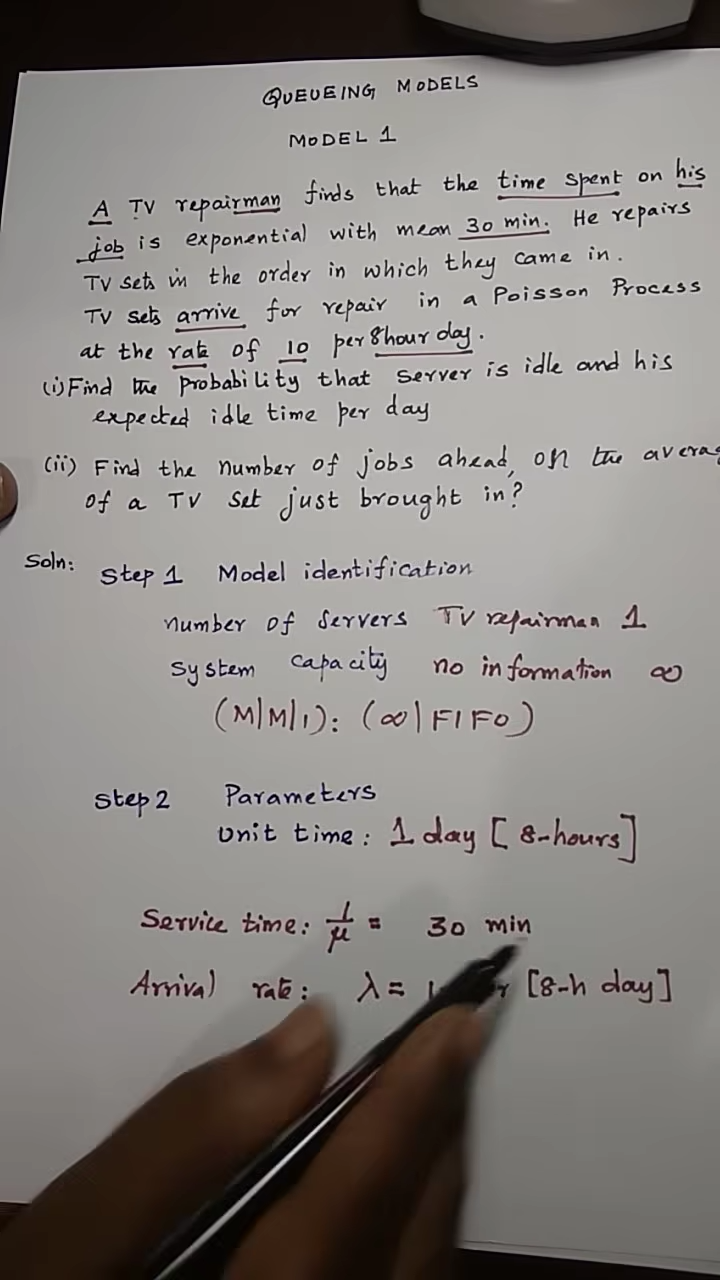 QUEUEING MODELS
MODEL 1
A TV repairman finds that the time spent on his
job is exponential with mean 30 min. He repairs
TV sets in the order in which they came in.
TV sets arrive for repair in a Poisson Process
at the rate of 10 per 8hour day.
(i) Find the probability that server is idle and his
expected idle time per day
(ii) Find the number of jobs ahead, on the averag
of a TV set just brought in?
Soln: Step 1 Model identification
number of servers TV repairman 1
System capacity no information ∞
(M|M|1): (∞|FIFO)
Step 2 Parameters
Unit time: 1 day [8-hours]
Service time: 1/μ = 30 min
Arrival rate: λ = [8-h day]